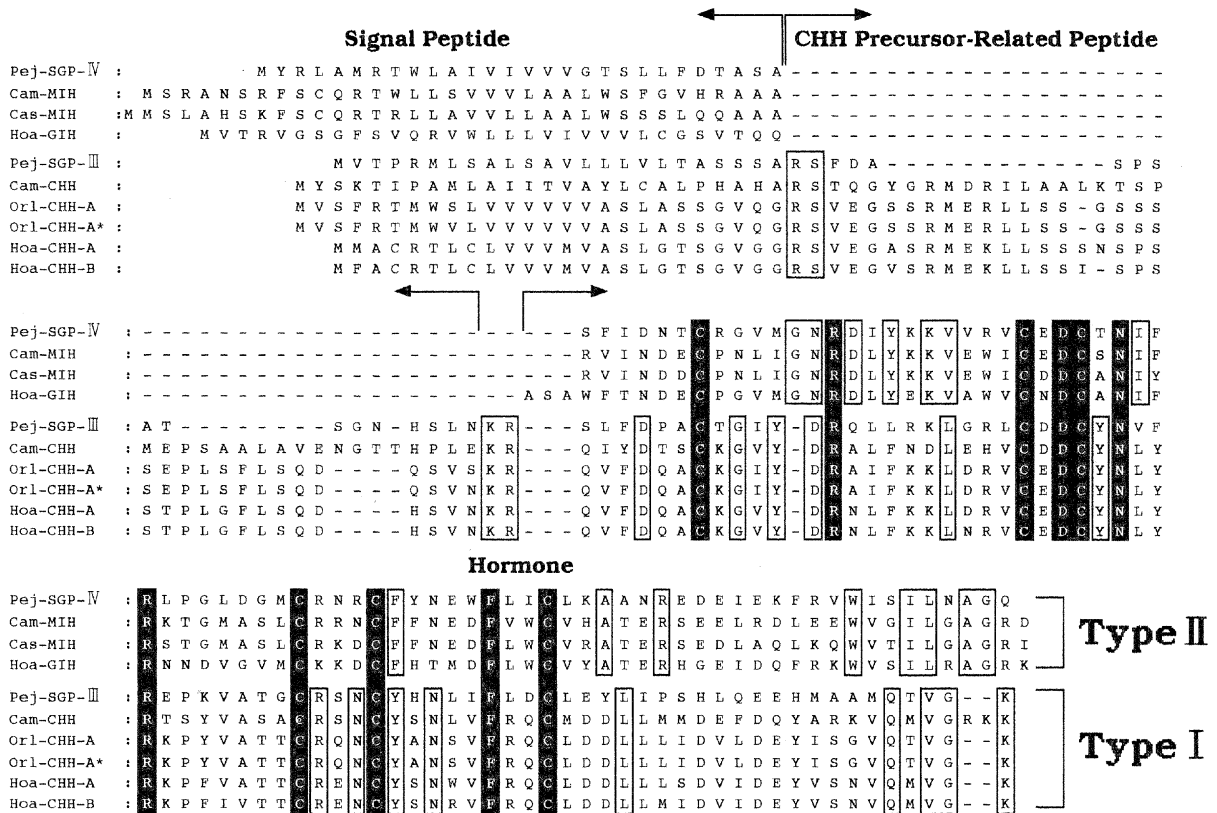 Signal Peptide CHH Precursor-Related Peptide
Pej-SGP-Ⅳ : M Y R L A M R T W L A I V I V V V G T S L L F D T A S A - - - - - - - - - - - - - - - - - - - - -
Cam-MIH : M S R A N S R F S C Q R T W L L S V V V L A A L W S F G V H R A A A - - - - - - - - - - - - - - - - - - - - -
Cas-MIH : M M S L A H S K F S C Q R T R L L A V V L L A A L W S S S L Q Q A A A - - - - - - - - - - - - - - - - - - - - -
Hoa-GIH : M V T R V G S G F S V Q R V W L L L V I V V V L C G S V T Q Q - - - - - - - - - - - - - - - - - - - - -
Pej-SGP-Ⅲ : M V T P R M L S A L S A V L L L V L T A S S S A R S F D A - - - - - - - - - - - - - S P S
Cam-CHH : M Y S K T I P A M L A I I T V A Y L C A L P H A H A R S T Q G Y G R M D R I L A A L K T S P
Orl-CHH-A : M V S F R T M W S L V V V V V V A S L A S S G V Q G R S V E G S S R M E R L L S S - G S S S
Orl-CHH-A* : M V S F R T M W V L V V V V V V A S L A S S G V Q G R S V E G S S R M E R L L S S - G S S S
Hoa-CHH-A : M M A C R T L C L V V V M V A S L G T S G V G G R S V E G A S R M E K L L S S S N S P S
Hoa-CHH-B : M F A C R T L C L V V V M V A S L G T S G V G G R S V E G V S R M E K L L S S I - S P S
Pej-SGP-Ⅳ : - - - - - - - - - - - - - - - - - - - - - - - - S F I D N T C R G V M G N R D I Y K K V V R V C E D C T N I F
Cam-MIH : - - - - - - - - - - - - - - - - - - - - - - - - R V I N D E C P N L I G N R D L Y K K V E W I C E D C S N I F
Cas-MIH : - - - - - - - - - - - - - - - - - - - - - - - - R V I N D D C P N L I G N R D L Y K K V E W I C D D C A N I Y
Hoa-GIH : - - - - - - - - - - - - - - - - - - - - - A S A W F T N D E C P G V M G N R D L Y E K V A W V C N D C A N I F
Pej-SGP-Ⅲ : A T - - - - - - - - S G N - H S L N K R - - - S L F D P A C T G I Y - D R Q L L R K L G R L C D D C Y N V F
Cam-CHH : M E P S A A L A V E N G T T H P L E K R - - - Q I Y D T S C K G V Y - D R A L F N D L E H V C D D C Y N L Y
Orl-CHH-A : S E P L S F L S Q D - - - - Q S V S K R - - - Q V F D Q A C K G I Y - D R A I F K K L D R V C E D C Y N L Y
Orl-CHH-A* : S E P L S F L S Q D - - - - Q S V N K R - - - Q V F D Q A C K G I Y - D R A I F K K L D R V C E D C Y N L Y
Hoa-CHH-A : S T P L G F L S Q D - - - - H S V N K R - - - Q V F D Q A C K G V Y - D R N L F K K L D R V C E D C Y N L Y
Hoa-CHH-B : S T P L G F L S Q D - - - - H S V N K R - - - Q V F D Q A C K G V Y - D R N L F K K L N R V C E D C Y N L Y
Hormone
Pej-SGP-Ⅳ : R L P G L D G M C R N R C F Y N E W F L I C L K A A N R E D E I E K F R V W I S I L N A G Q
Cam-MIH : R K T G M A S L C R R N C F F N E D F V W C V H A T E R S E E L R D L E E W V G I L G A G R D
Cas-MIH : R S T G M A S L C R K D C F F N E D F L W C V R A T E R S E D L A Q L K Q W V T I L G A G R I
Hoa-GIH : R N N D V G V M C K K D C F H T M D F L W C V Y A T E R H G E I D Q F R K W V S I L R A G R K
Type Ⅱ
Pej-SGP-Ⅲ : R E P K V A T G C R S N C Y H N L I F L D C L E Y L I P S H L Q E E H M A A M Q T V G - - K
Cam-CHH : R T S Y V A S A C R S N C Y S N L V F R Q C M D D L L M M D E F D Q Y A R K V Q M V G R K K
Orl-CHH-A : R K P Y V A T T C R Q N C Y A N S V F R Q C L D D L L L I D V L D E Y I S G V Q T V G - - K
Orl-CHH-A* : R K P Y V A T T C R Q N C Y A N S V F R Q C L D D L L L I D V L D E Y I S G V Q T V G - - K
Hoa-CHH-A : R K P F V A T T C R E N C Y S N W V F R Q C L D D L L L S D V I D E Y V S N V Q M V G - - K
Hoa-CHH-B : R K P F I V T T C R E N C Y S N R V F R Q C L D D L L M I D V I D E Y V S N V Q M V G - - K
Type Ⅰ